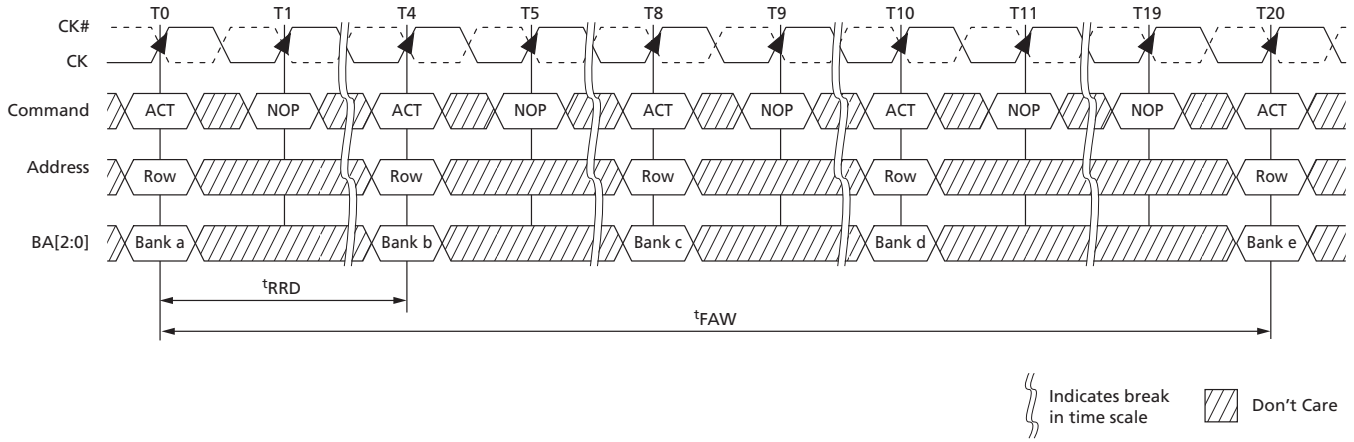 T0 T1 T4 T5 T8 T9 T10 T11 T19 T20
CK#
CK
Command ACT NOP ACT NOP ACT NOP ACT NOP NOP ACT
Address Row Row Row Row Row
BA[2:0] Bank a Bank b Bank c Bank d Bank e
tRRD
tFAW
Indicates break
in time scale
Don't Care